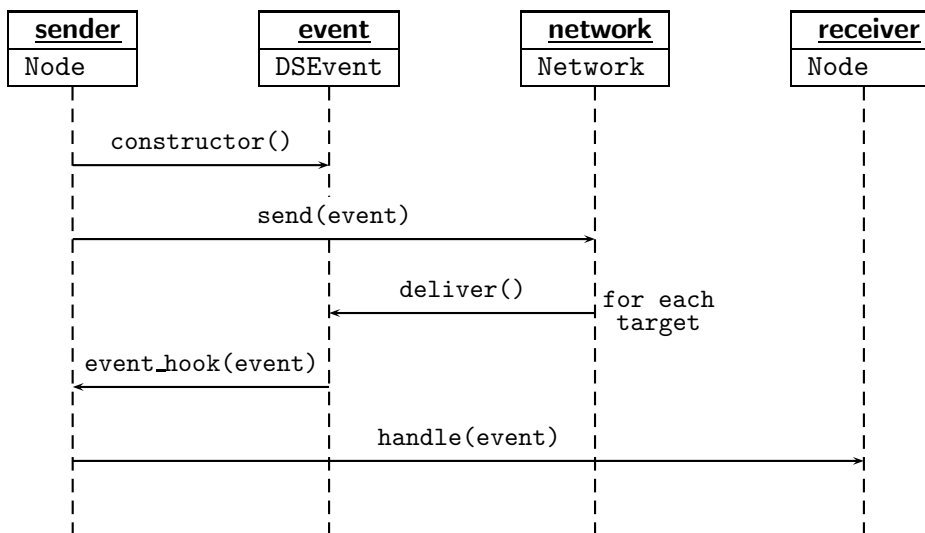 sender event network receiver
Node DSEvent Network Node
constructor()
send(event)
deliver()
for each
target
event_hook(event)
handle(event)